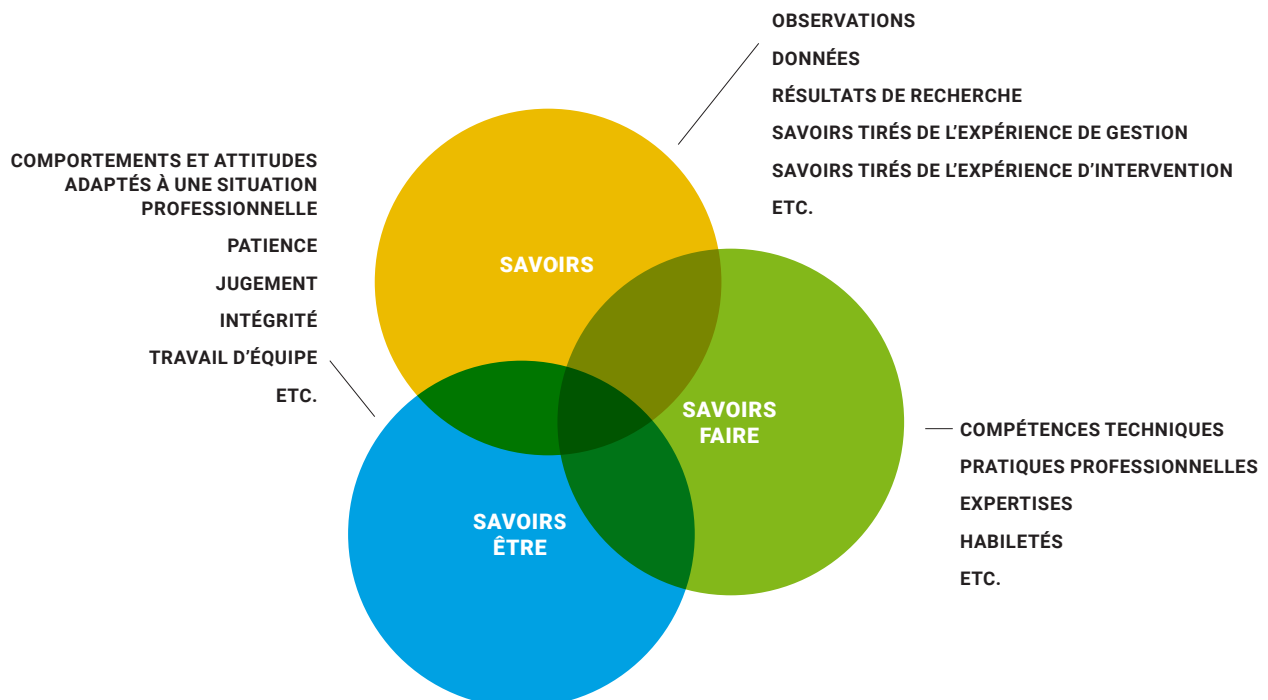 OBSERVATIONS
DONNÉES
RÉSULTATS DE RECHERCHE
SAVOIRS TIRÉS DE L’EXPÉRIENCE DE GESTION
SAVOIRS TIRÉS DE L’EXPÉRIENCE D’INTERVENTION
ETC.
COMPORTEMENTS ET ATTITUDES
ADAPTÉS À UNE SITUATION
PROFESSIONNELLE
PATIENCE
JUGEMENT
INTÉGRITÉ
TRAVAIL D’ÉQUIPE
ETC.
SAVOIRS
SAVOIRS
FAIRE
SAVOIRS
ÊTRE
COMPÉTENCES TECHNIQUES
PRATIQUES PROFESSIONNELLES
EXPERTISES
HABILETÉS
ETC.